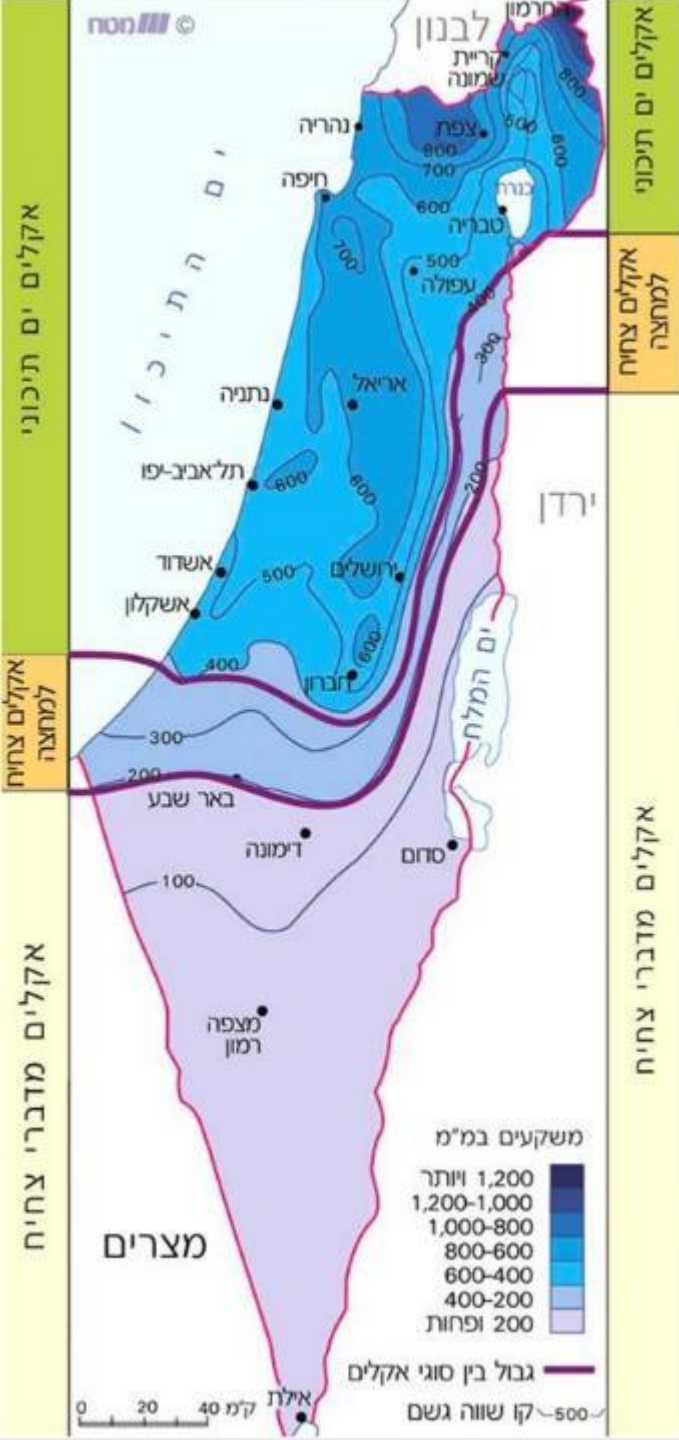 © מטח
החרמון
לבנון
קריית
שמונה
800
500
צפת
נהריה
800
800
700
חיפה
כנרת
600
טבריה
700
500
עפולה
400
300
ים התיכון
אריאל
נתניה
200
ירדן
תל־אביב-יפו
600
600
אשדוד
500
ירושלים
אשקלון
600
400
חברון
ים המלח
300
200
באר שבע
דימונה
סדום
100
מצפה
רמון
מצרים
אילת
אקלים ים תיכוני
אקלים צחיח
למחצה
אקלים מדברי צחיח
אקלים ים תיכוני
אקלים צחיח
למחצה
אקלים מדברי צחיח
משקעים במ"מ
1,200 ויותר
1,200-1,000
1,000-800
800-600
600-400
400-200
200 ופחות
גבול בין סוגי אקלים
קו שווה גשם 500
0 20 40 ק"מ